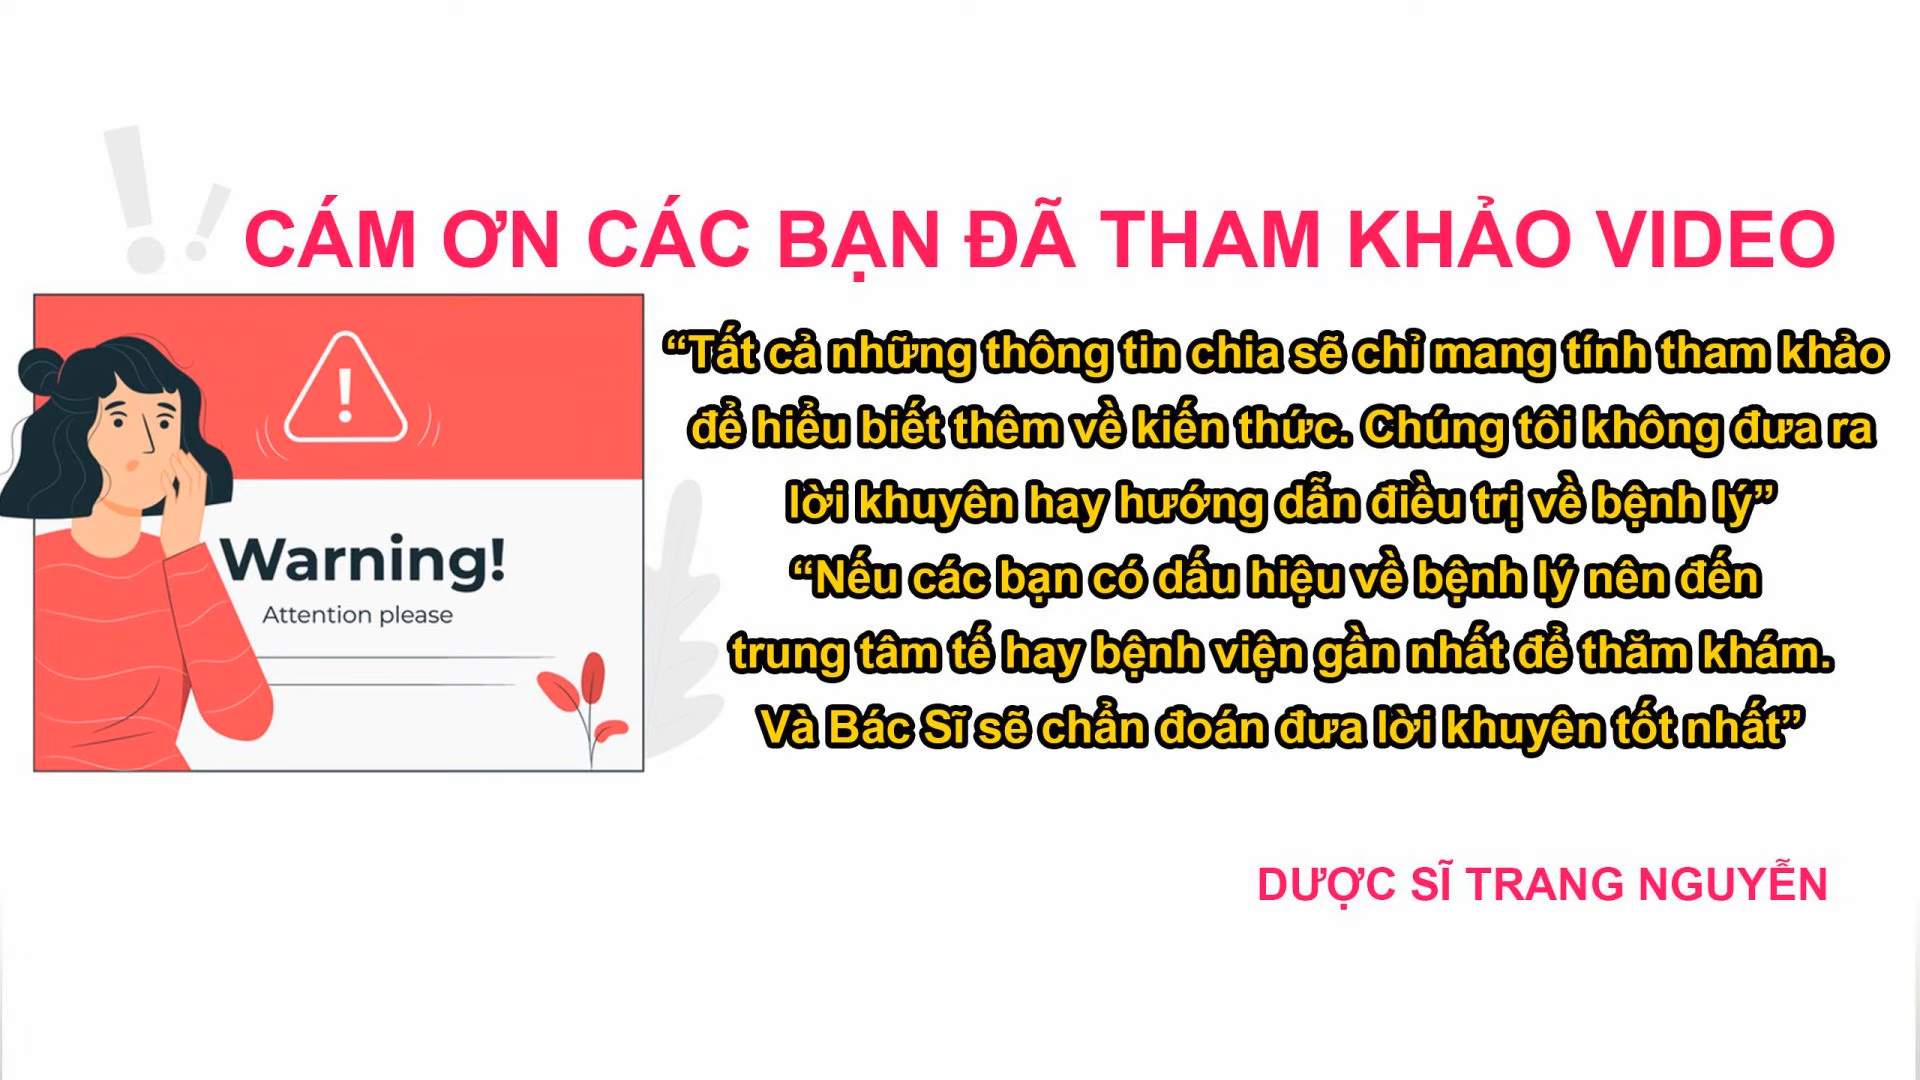 CÁM ƠN CÁC BẠN ĐÃ THAM KHẢO VIDEO
“Tất cả những thông tin chia sẽ chỉ mang tính tham khảo
để hiểu biết thêm về kiến thức. Chúng tôi không đưa ra
lời khuyên hay hướng dẫn điều trị về bệnh lý”
“Nếu các bạn có dấu hiệu về bệnh lý nên đến
trung tâm tế hay bệnh viện gần nhất để thăm khám.
Và Bác Sĩ sẽ chẩn đoán đưa lời khuyên tốt nhất”
Warning!
Attention please
DƯỢC SĨ TRANG NGUYỄN